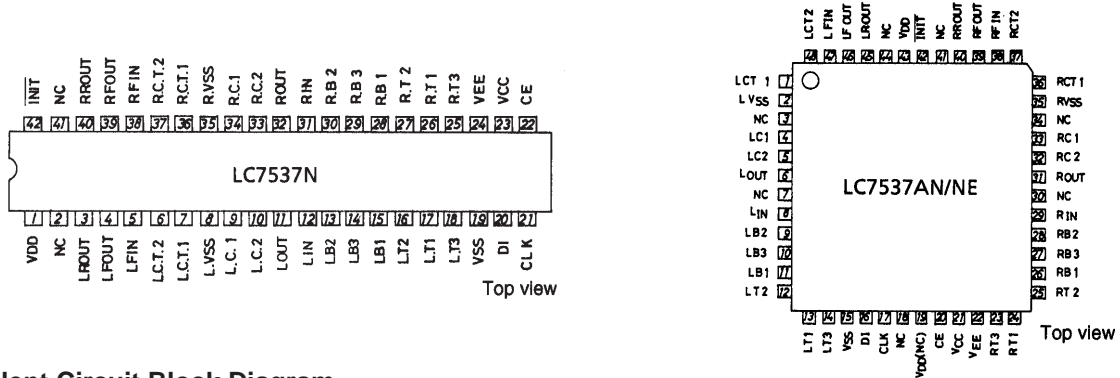 INIT NC RROUT RFOUT RFIN R.C.T.2 R.C.T.1 R.VSS R.C.1 R.C.2 ROUT RIN R.B 2 R.B 3 R.B 1 R.T 2 R.T 1 R.T 3 VEE VCC CE
42 41 40 39 38 37 36 35 34 33 32 31 30 29 28 27 26 25 24 23 22
LC7537N
1 2 3 4 5 6 7 8 9 10 11 12 13 14 15 16 17 18 19 20 21
VDD NC LROUT LFOUT LFIN L.C.T.2 L.C.T.1 L.VSS L.C.1 L.C.2 LOUT LIN LB2 LB3 LB1 LT2 LT1 LT3 VSS DI CLK
Top view
LCT2 LFIN LFOUT LROUT NC VDD INIT NC RROUT RFOUT RFIN RCT2
48 47 46 45 44 43 42 41 40 39 38 37
LCT 1 1
LVSS 2
NC 3
LC1 4
LC2 5
LOUT 6
NC 7
LIN 8
LB2 9
LB3 10
LB1 11
LT2 12
LC7537AN/NE
36 RCT1
35 RVSS
34 NC
33 RC1
32 RC2
31 ROUT
30 NC
29 RIN
28 RB2
27 RB3
26 RB1
25 RT2
13 14 15 16 17 18 19 20 21 22 23 24
LT1 LT3 VSS DI CLK NC VDD(NC) CE VCC VEE RT3 RT1
Top view
lent Circuit Block Diagram